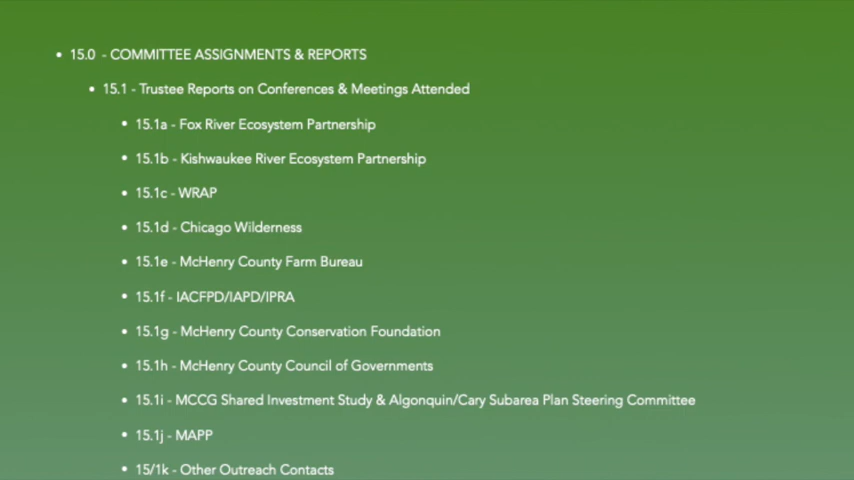 • 15.0 - COMMITTEE ASSIGNMENTS & REPORTS
• 15.1 - Trustee Reports on Conferences & Meetings Attended
• 15.1a - Fox River Ecosystem Partnership
• 15.1b - Kishwaukee River Ecosystem Partnership
• 15.1c - WRAP
• 15.1d - Chicago Wilderness
• 15.1e - McHenry County Farm Bureau
• 15.1f - IACFPD/IAPD/IPRA
• 15.1g - McHenry County Conservation Foundation
• 15.1h - McHenry County Council of Governments
• 15.1i - MCCG Shared Investment Study & Algonquin/Cary Subarea Plan Steering Committee
• 15.1j - MAPP
• 15/1k - Other Outreach Contacts